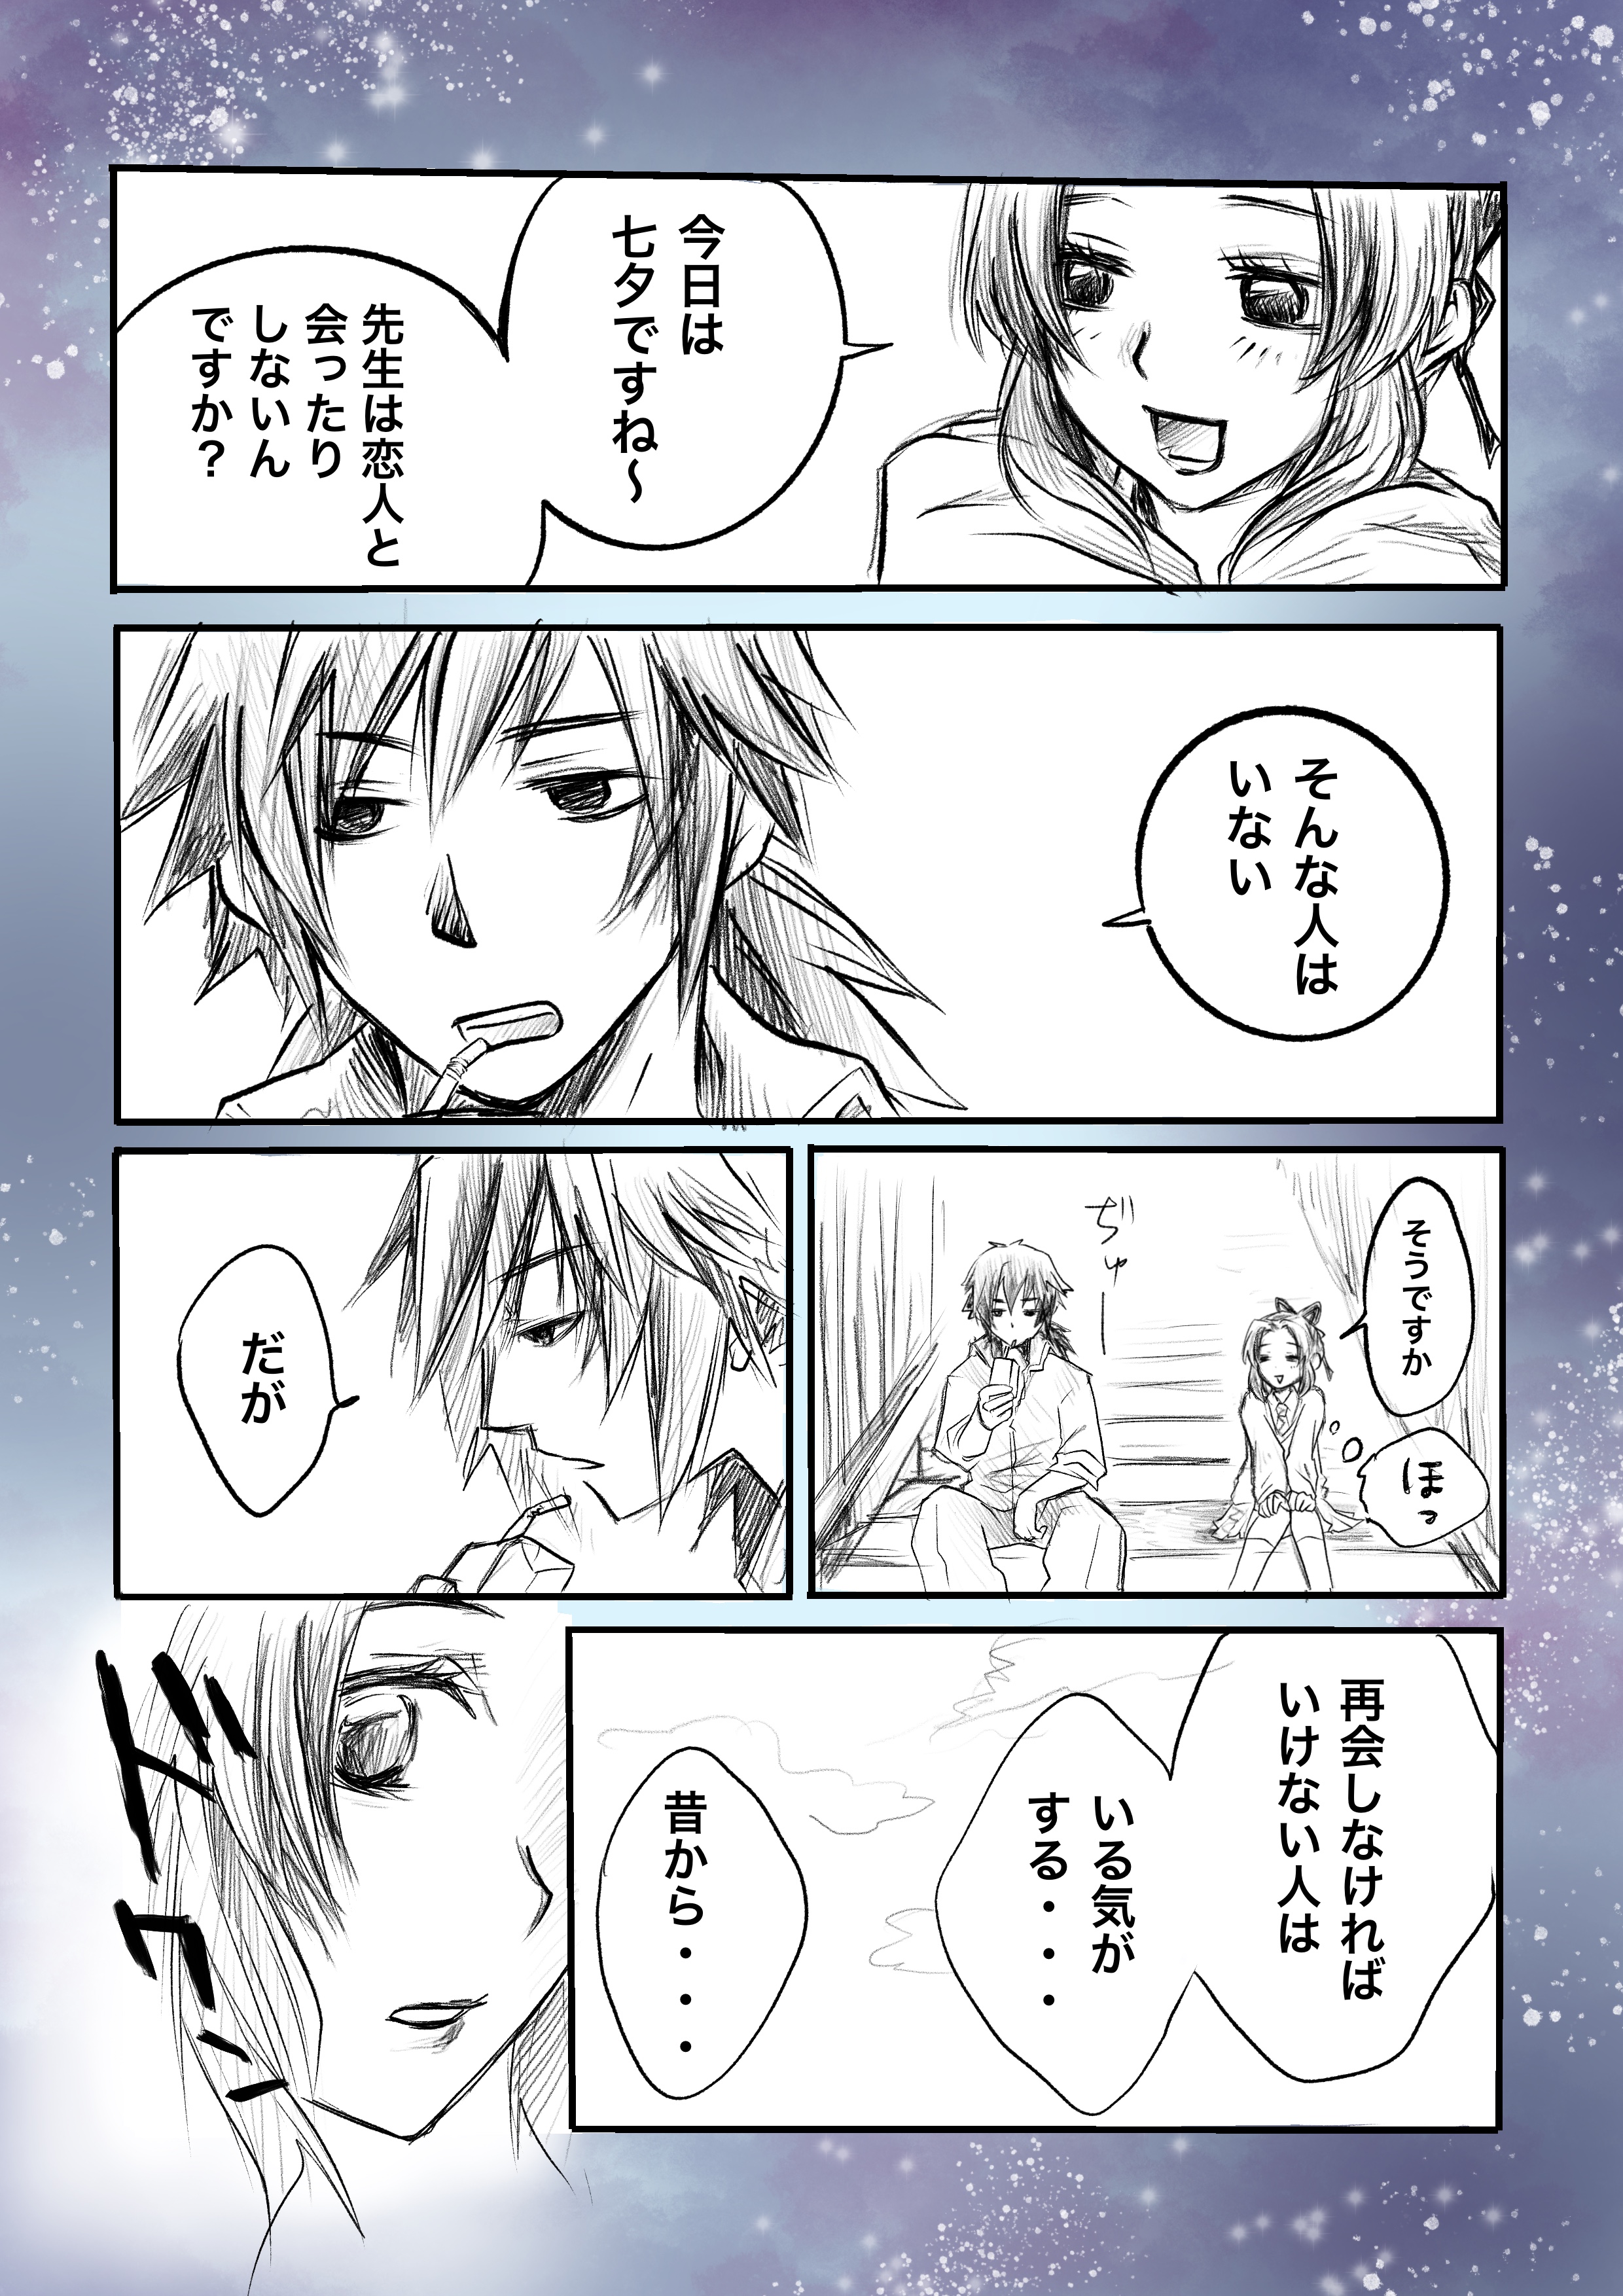 今日は
七夕ですね～
先生は恋人と
会ったり
しないん
ですか？
そんな人は
いない
そうですか
ほっ
ぢゅー
だが
再会しなければ
いけない人は
いる気が
する・・・
昔から・・・
ドクン